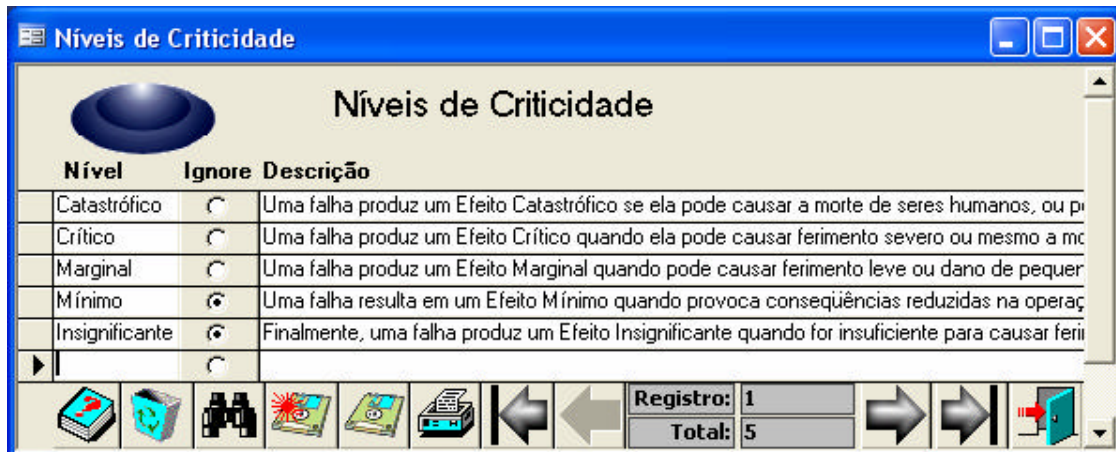 Níveis de Criticidade
Níveis de Criticidade
Nível Ignore Descrição
Catastrófico Uma falha produz um Efeito Catastrófico se ela pode causar a morte de seres humanos, ou
Crítico Uma falha produz um Efeito Crítico quando ela pode causar ferimento severo ou mesmo a
Marginal Uma falha produz um Efeito Marginal quando pode causar ferimento leve ou dano de
Mínimo Uma falha resulta em um Efeito Mínimo quando provoca conseqüências reduzidas na
Insignificante Finalmente, uma falha produz um Efeito Insignificante quando for insuficiente para causar
Registro: 1
Total: 5